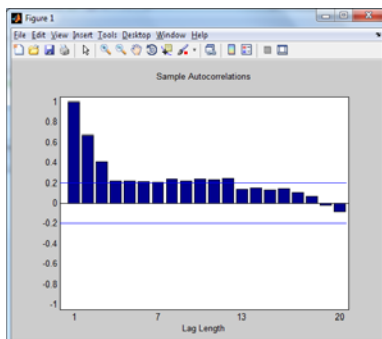 Figure 1
File Edit View Insert Tools Desktop Window Help
Sample Autocorrelations
1
0.8
0.6
0.4
0.2
0
-0.2
-0.4
-0.6
-0.8
-1
1 7 13 20
Lag Length